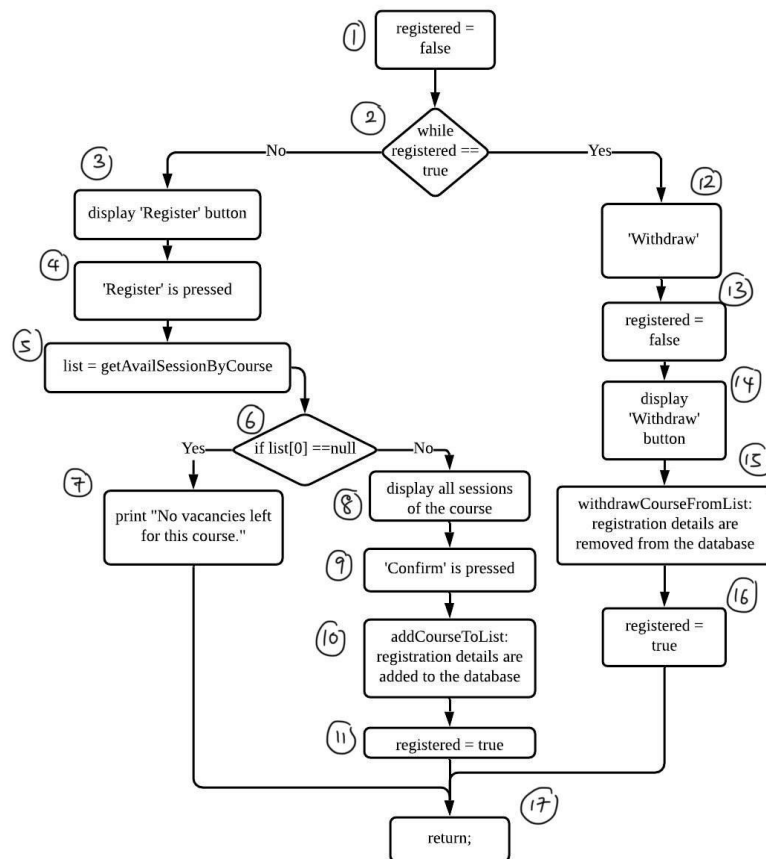 1
registered =
false
2
while
registered ==
true
No
Yes
3
display 'Register' button
4
'Register' is pressed
5
list = getAvailSessionByCourse
6
if list[0] ==null
Yes
No
7
print "No vacancies left
for this course."
8
display all sessions
of the course
9
'Confirm' is pressed
10
addCourseToList:
registration details are
added to the database
11
registered = true
12
'Withdraw'
13
registered =
false
14
display
'Withdraw'
button
15
withdrawCourseFromList:
registration details are
removed from the database
16
registered =
true
17
return;